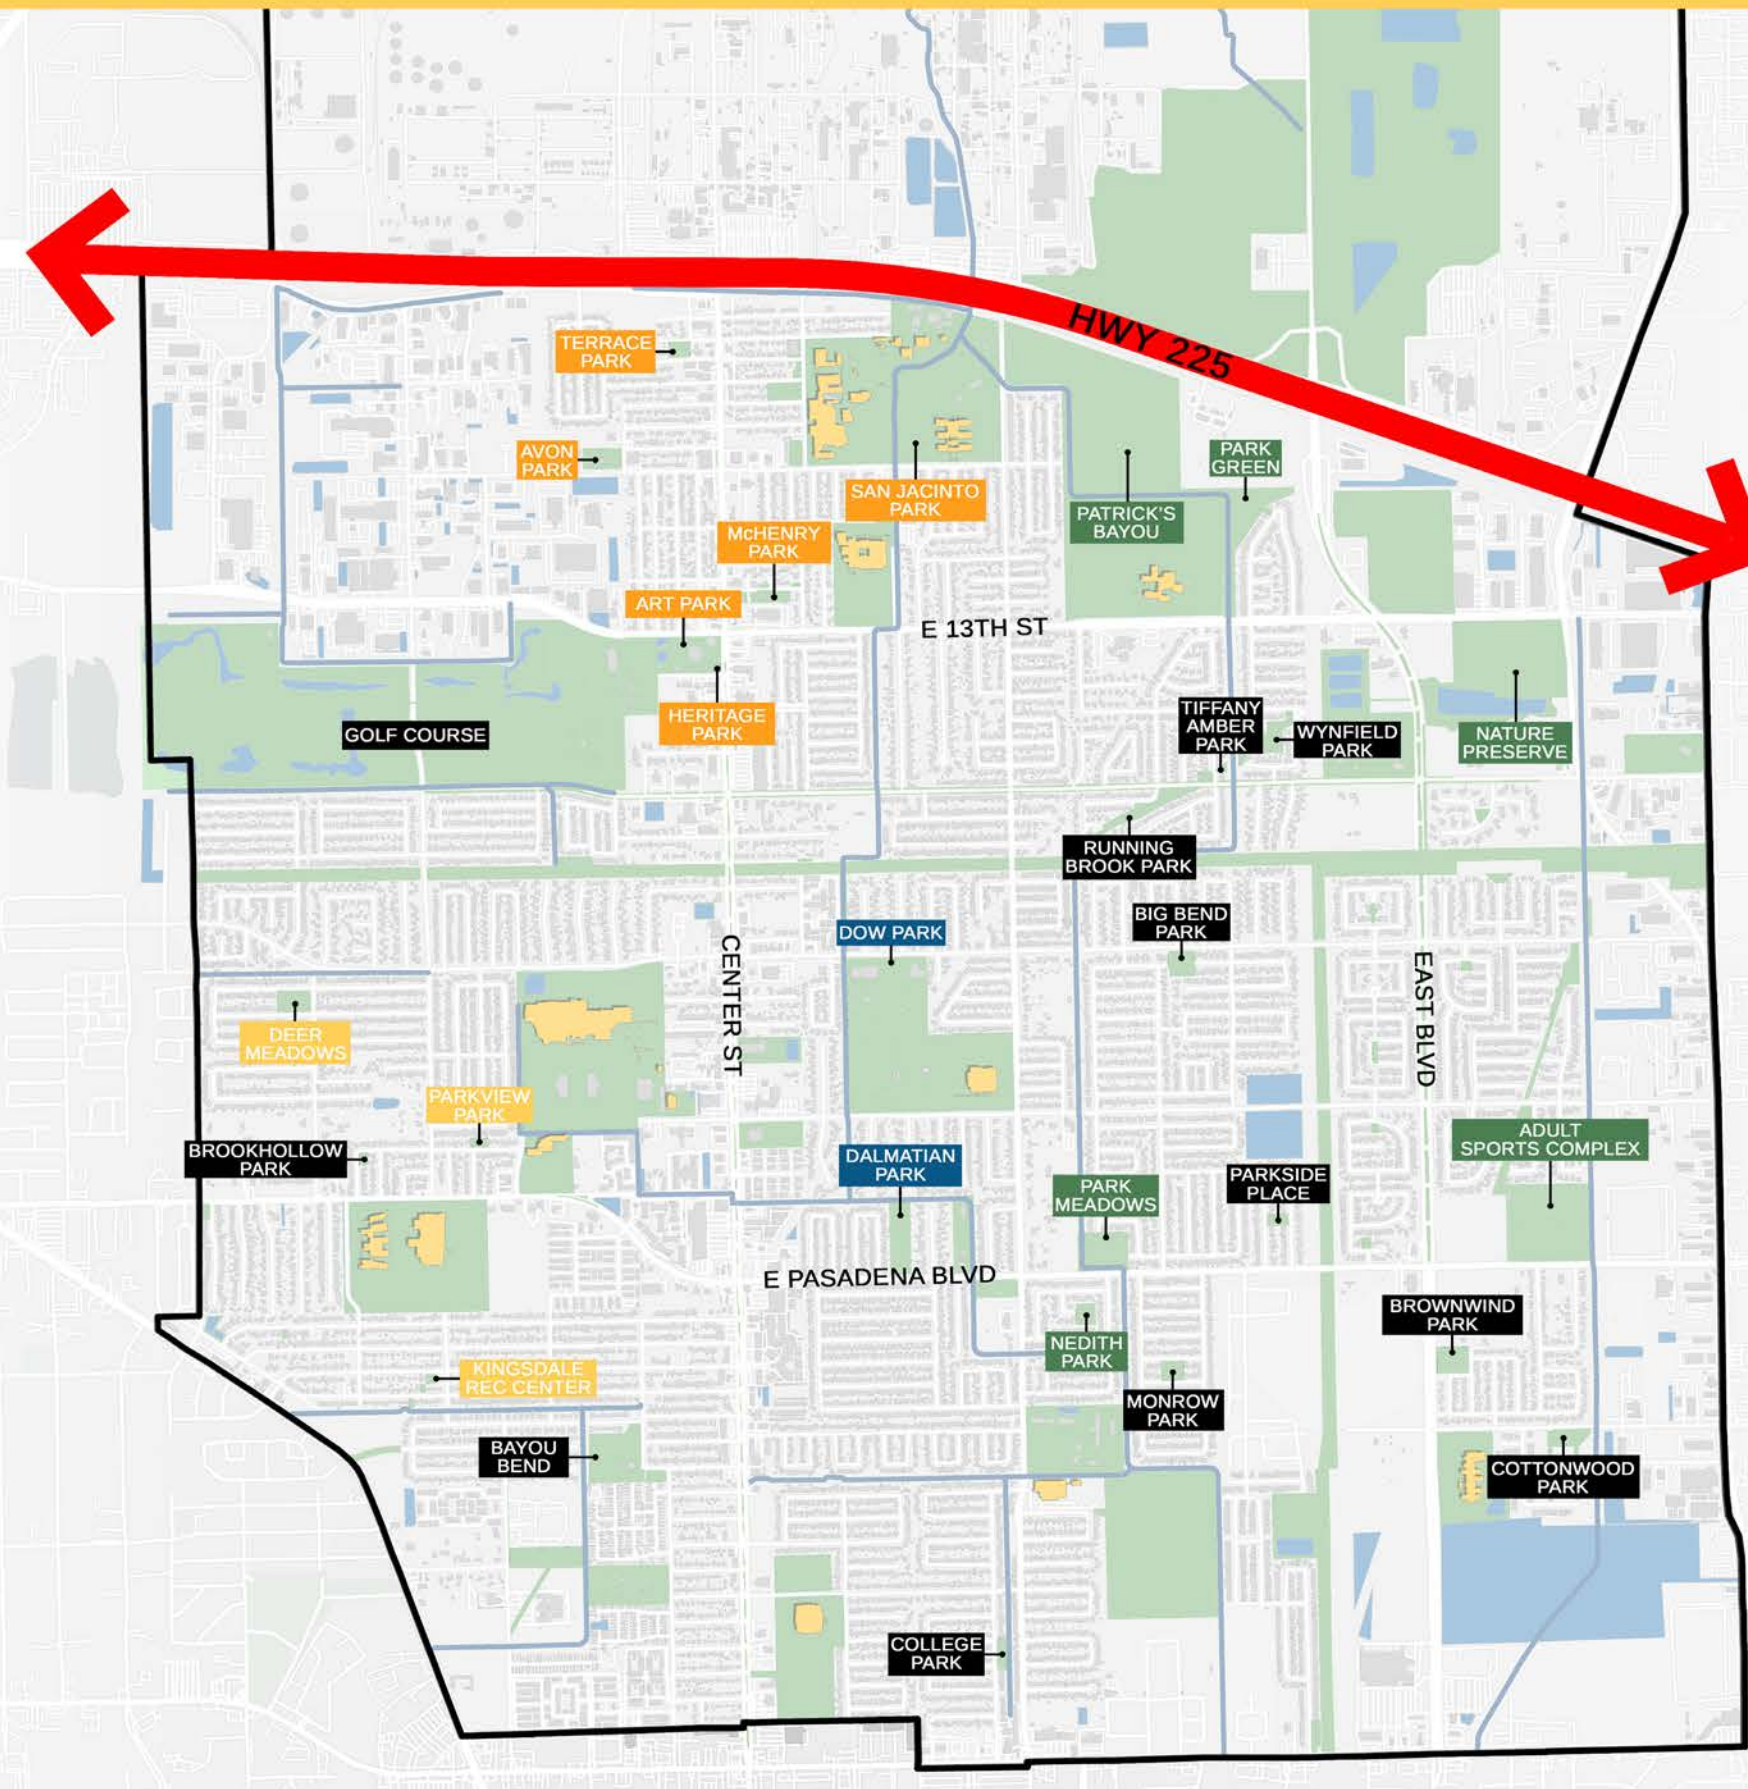 HWY 225
TERRACE
PARK
AVON
PARK
PARK
GREEN
SAN JACINTO
PARK
PATRICK'S
BAYOU
McHENRY
PARK
ART PARK
E 13TH ST
HERITAGE
PARK
GOLF COURSE
TIFFANY
AMBER
PARK
WYNFIELD
PARK
NATURE
PRESERVE
RUNNING
BROOK PARK
BIG BEND
PARK
DOW PARK
CENTER ST
EAST BLVD
DEER
MEADOWS
PARKVIEW
PARK
BROOKHOLLOW
PARK
DALMATIAN
PARK
PARK
MEADOWS
PARKSIDE
PLACE
ADULT
SPORTS COMPLEX
E PASADENA BLVD
BROWNWIND
PARK
NEDITH
PARK
KINGSDALE
REC CENTER
MONROW
PARK
BAYOU
BEND
COTTONWOOD
PARK
COLLEGE
PARK